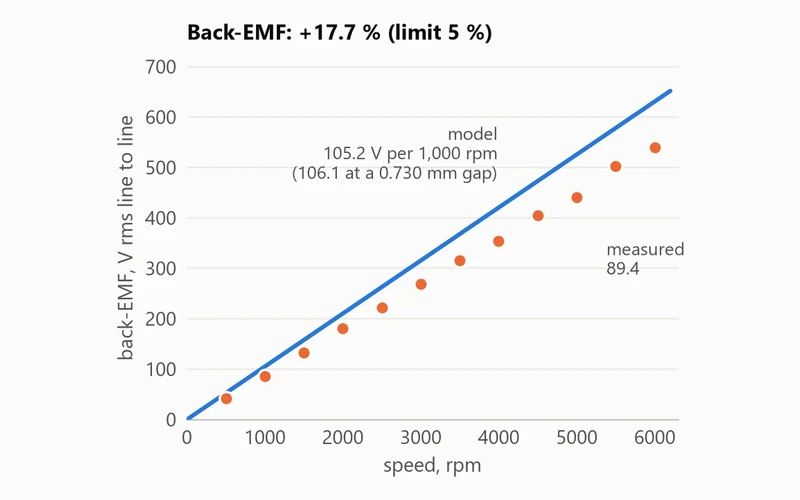 Back-EMF: +17.7 % (limit 5 %)
back-EMF, V rms line to line
700
600
500
400
300
200
100
0
model
105.2 V per 1,000 rpm
(106.1 at a 0.730 mm gap)
measured
89.4
0 1000 2000 3000 4000 5000 6000
speed, rpm